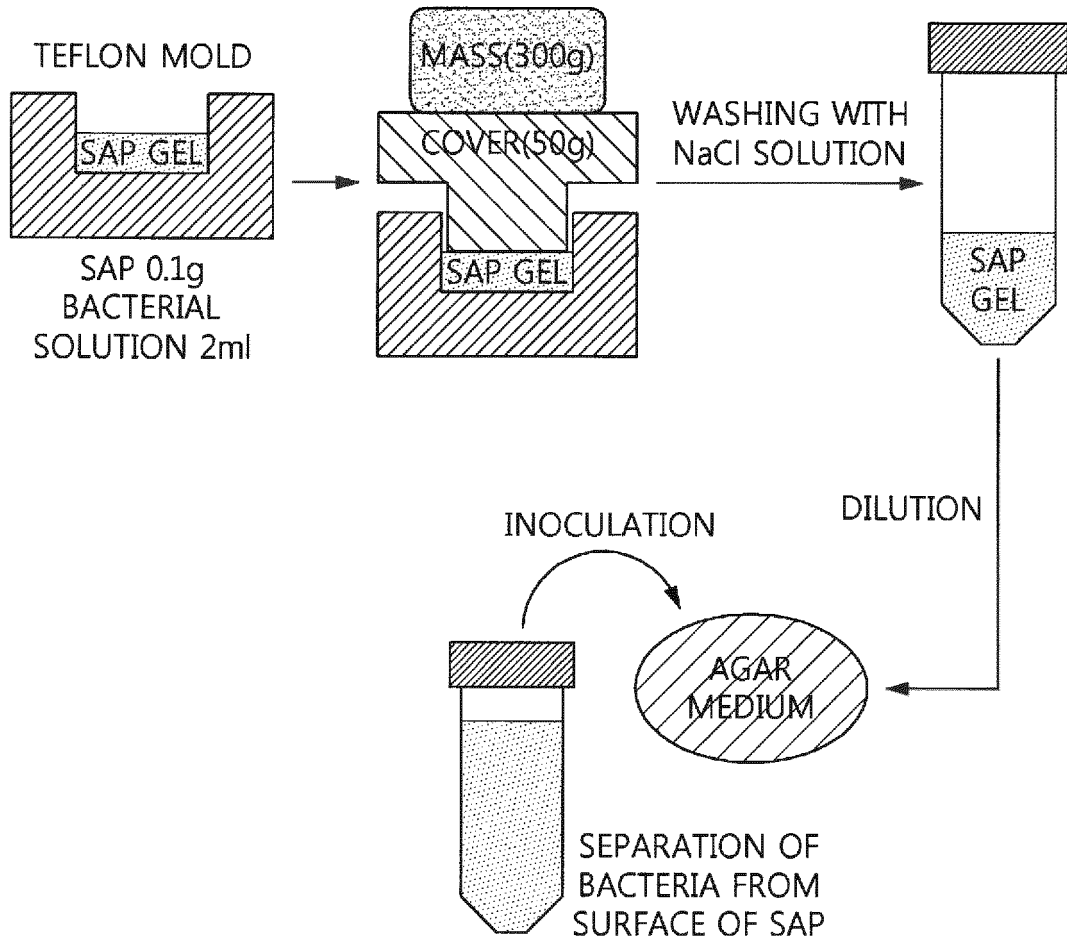 TEFLON MOLD
SAP GEL
SAP 0.1g
BACTERIAL
SOLUTION 2ml
MASS(300g)
COVER(50g)
SAP GEL
WASHING WITH
NaCl SOLUTION
SAP
GEL
DILUTION
INOCULATION
AGAR
MEDIUM
SEPARATION OF
BACTERIA FROM
SURFACE OF SAP